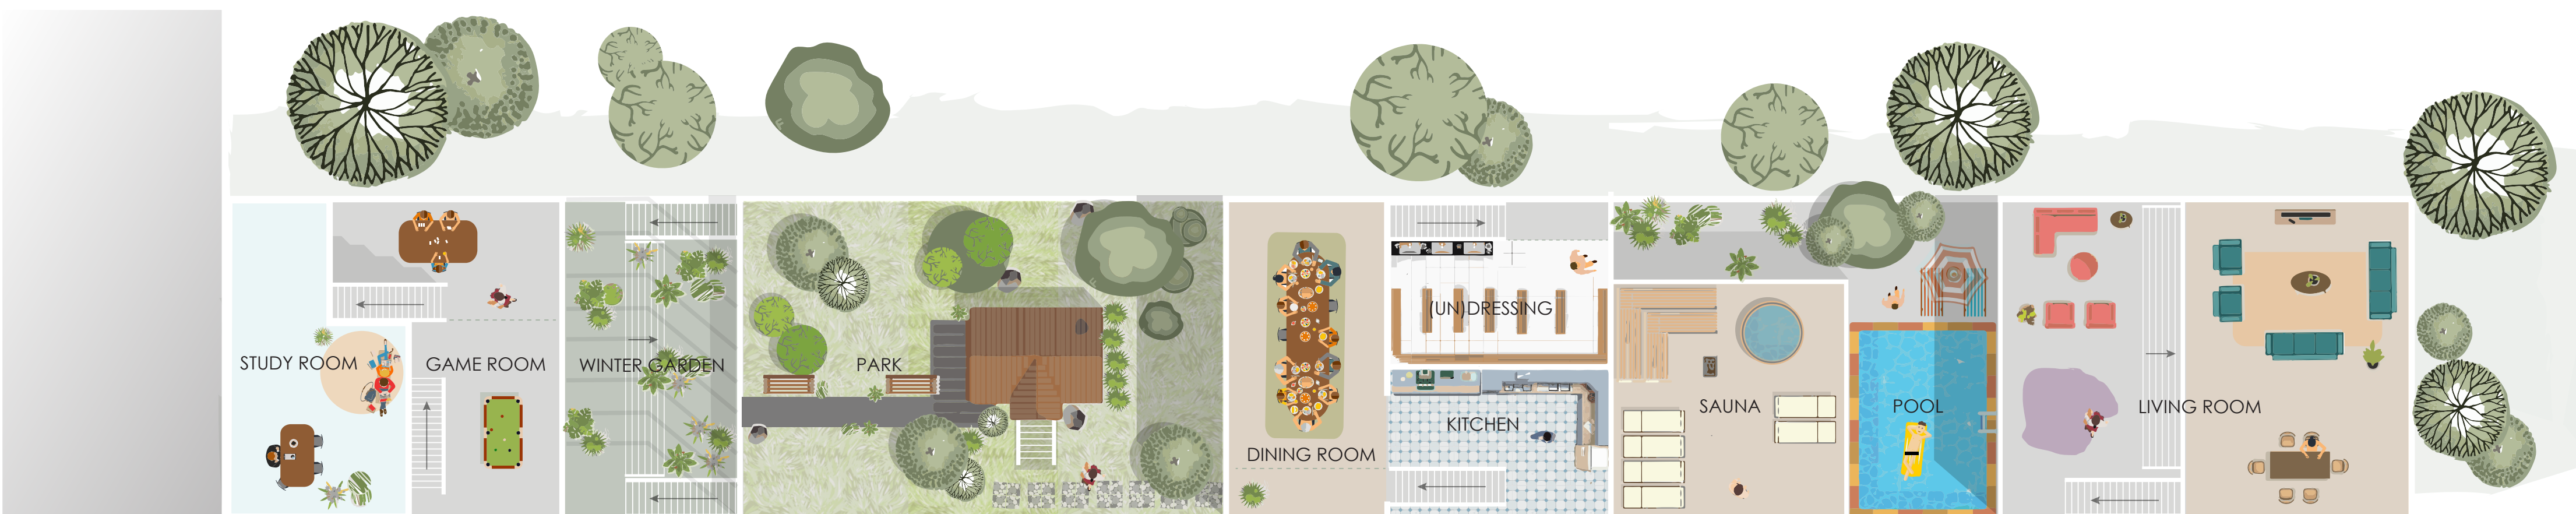 STUDY ROOM
GAME ROOM
WINTER GARDEN
PARK
DINING ROOM
(UN)DRESSING
KITCHEN
SAUNA
POOL
LIVING ROOM